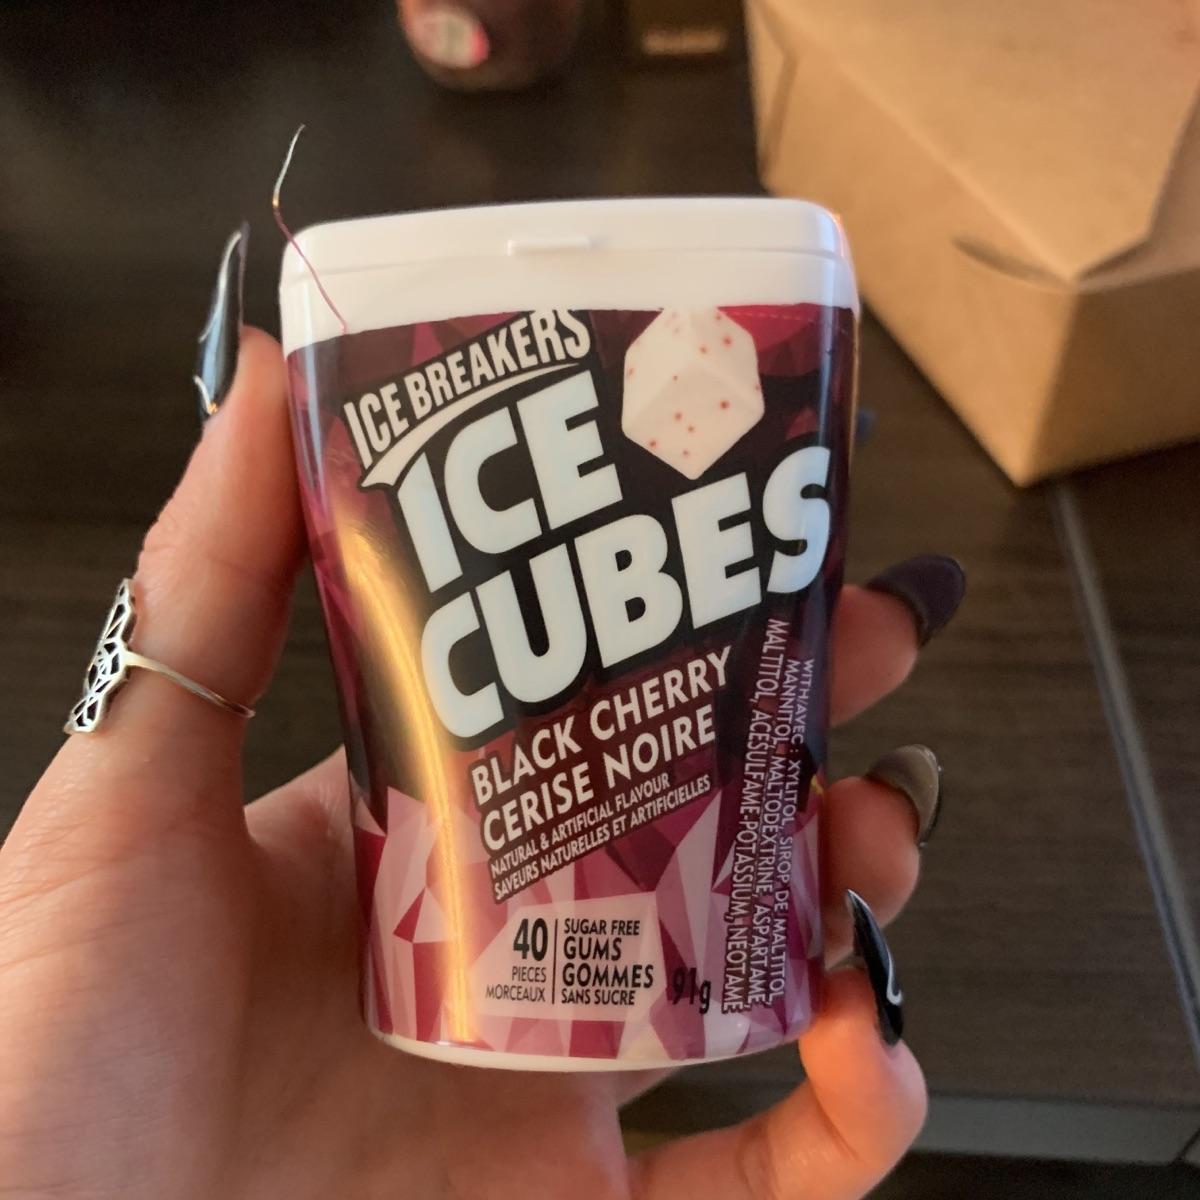 ICE BREAKERS
ICE
CUBES
BLACK CHERRY
CERISE NOIRE
NATURAL & ARTIFICIAL FLAVOUR
SAVEURS NATURELLES ET ARTIFICIELLES
40
PIECES
MORCEAUX
SUGAR FREE
GUMS
GOMMES
SANS SUCRE
91g
WITH/AVEC : XYLITOL, SIROP DE MALTITOL,
MANNITOL, MALTODEXTRINE, ASPARTAME,
MALTITOL, ACESULFAME-POTASSIUM, NEOTAME